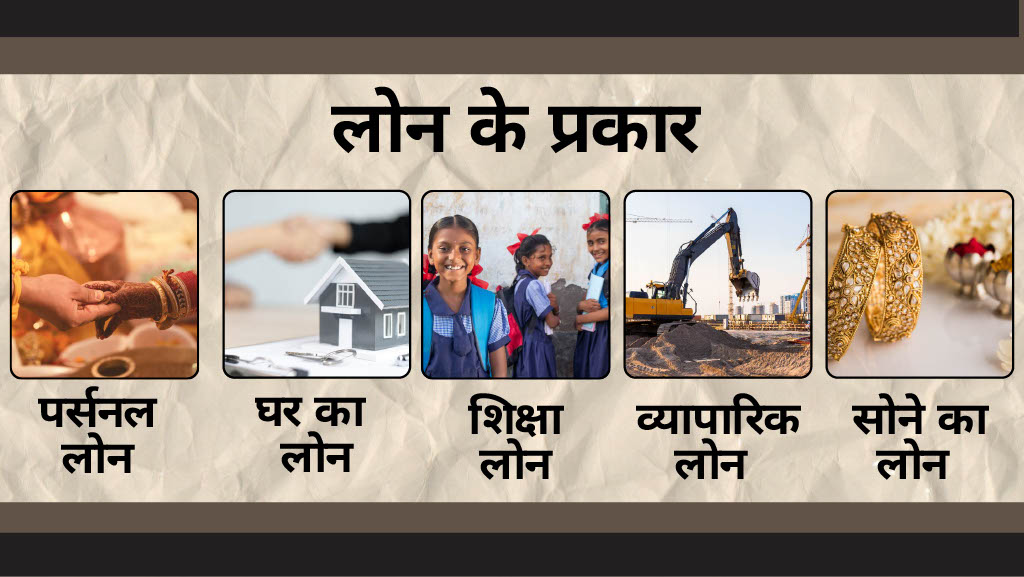 लोन के प्रकार
पर्सनल
लोन
घर का
लोन
शिक्षा
लोन
व्यापारिक
लोन
सोने का
लोन